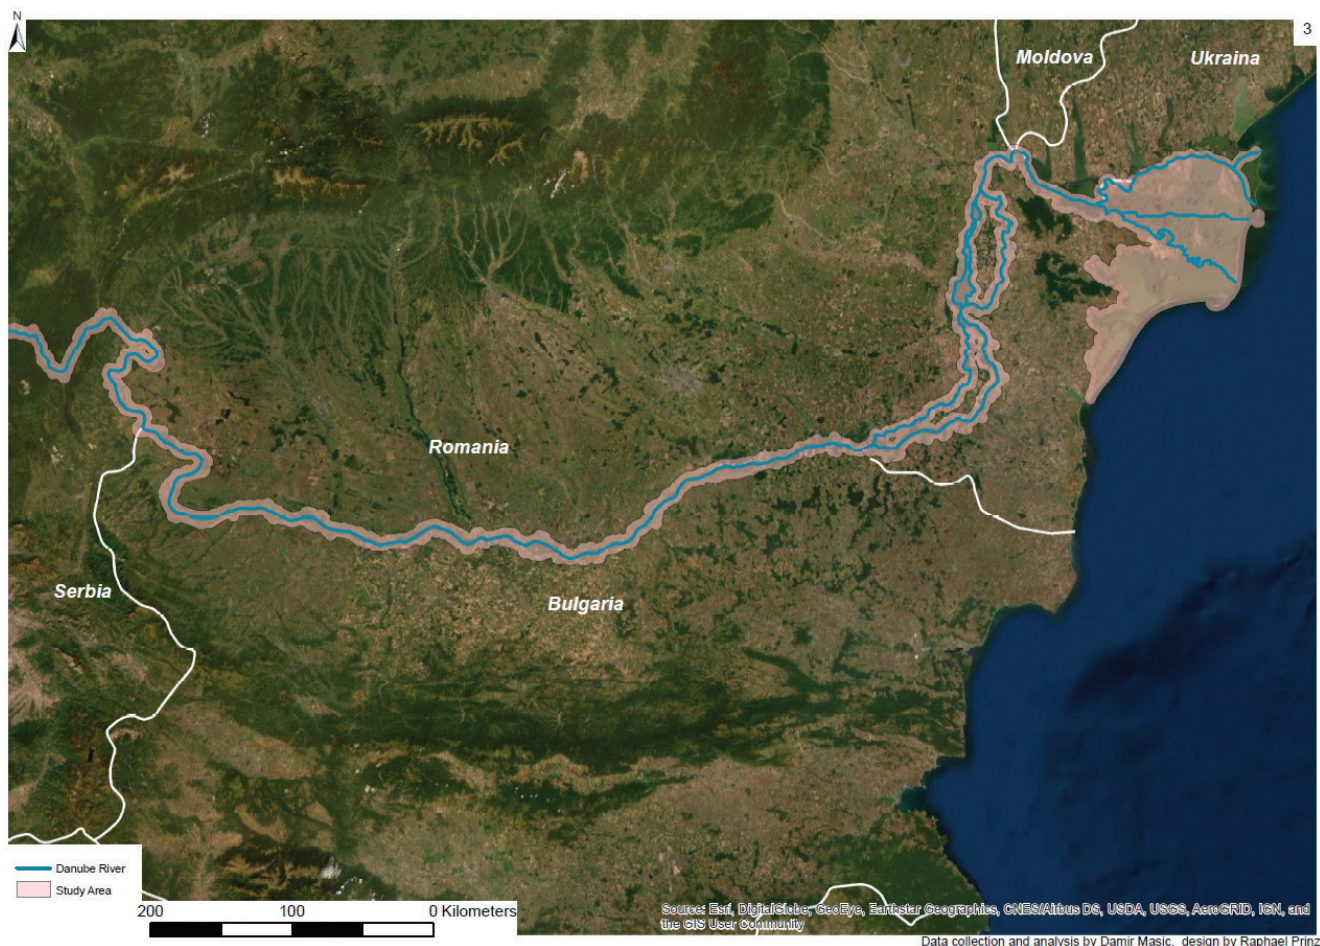 N
3
Moldova
Ukraina
Romania
Serbia
Bulgaria
Danube River
Study Area
200 100 0 Kilometers
Source: Esri, DigitalGlobe, GeoEye, Earthstar Geographics, CNES/Airbus DS, USDA, USGS, AeroGRID, IGN, and
the GIS User Community
Data collection and analysis by Damir Masic, design by Raphael Prinz